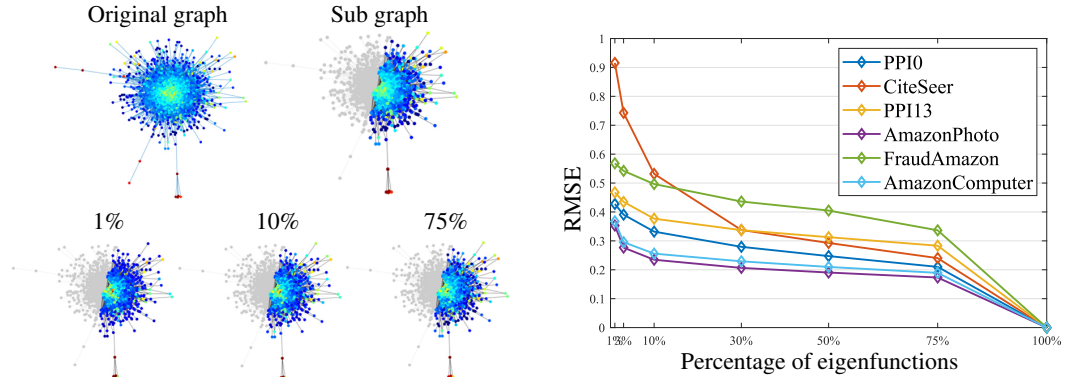 Original graph
Sub graph
1%
10%
75%
RMSE
1
0.9
0.8
0.7
0.6
0.5
0.4
0.3
0.2
0.1
0
PPI0
CiteSeer
PPI13
AmazonPhoto
FraudAmazon
AmazonComputer
1% 3% 10% 30% 50% 75% 100%
Percentage of eigenfunctions